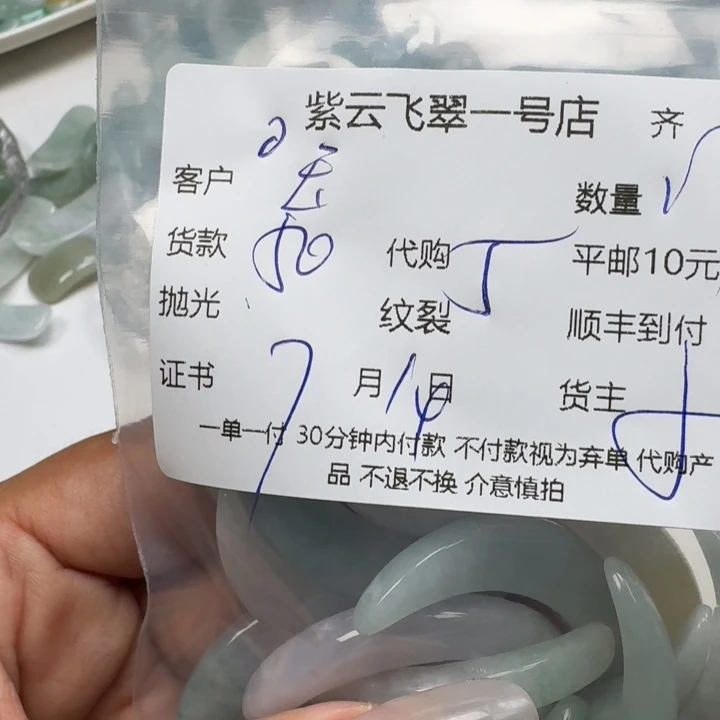 紫云飞翠一号店 齐
客户 数量
货款 代购 平邮10元
抛光 纹裂 顺丰到付
证书 7月14日 货主
一单一付 30分钟内付款 不付款视为弃单 代购产
品 不退不换 介意慎拍